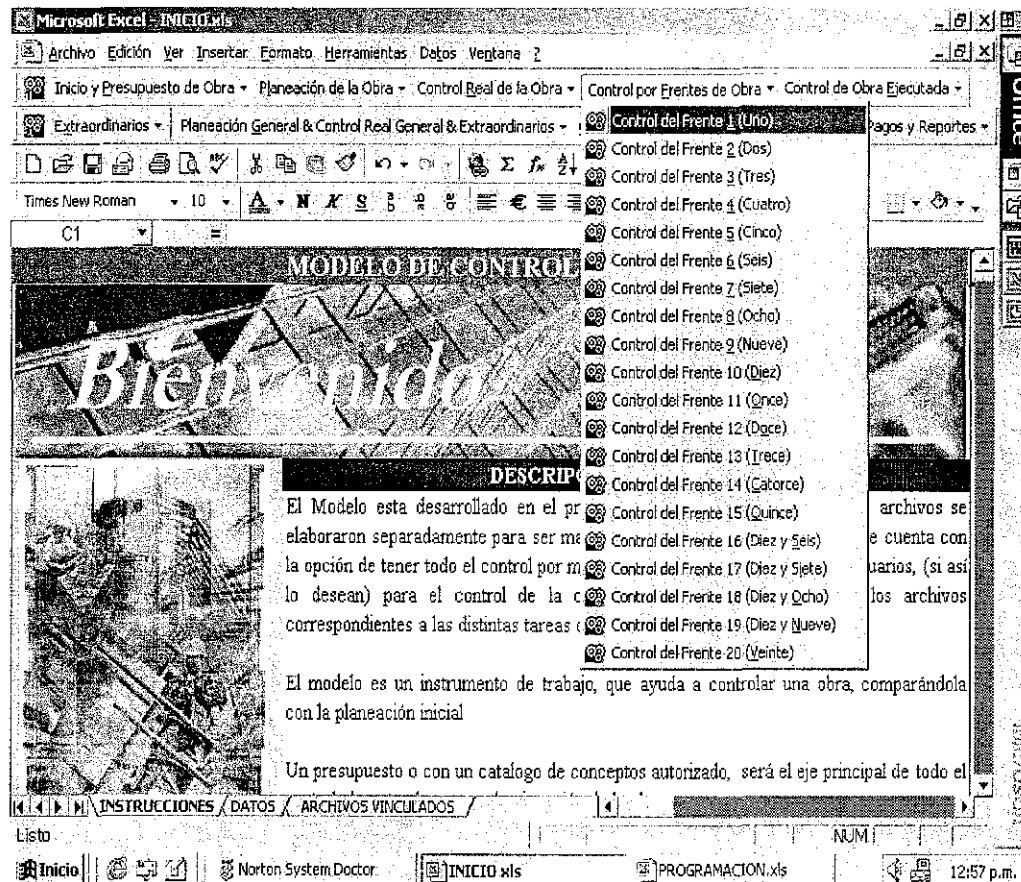 Microsoft Excel - INICIO.xls
Archivo Edición Ver Insertar Formato Herramientas Datos Ventana ?
Inicio y Presupuesto de Obra Planeación de la Obra Control Real de la Obra Control por Frentes de Obra Control de Obra Ejecutada
Extraordinarios Planeación General & Control Real General & Extraordinarios Pagos y Reportes
Times New Roman 10 A N K S
C1 =
Control del Frente 1 (Uno)
Control del Frente 2 (Dos)
Control del Frente 3 (Tres)
Control del Frente 4 (Cuatro)
Control del Frente 5 (Cinco)
Control del Frente 6 (Seis)
Control del Frente 7 (Siete)
Control del Frente 8 (Ocho)
Control del Frente 9 (Nueve)
Control del Frente 10 (Diez)
Control del Frente 11 (Once)
Control del Frente 12 (Doce)
Control del Frente 13 (Trece)
Control del Frente 14 (Catorce)
Control del Frente 15 (Quince)
Control del Frente 16 (Diez y Seis)
Control del Frente 17 (Diez y Siete)
Control del Frente 18 (Diez y Ocho)
Control del Frente 19 (Diez y Nueve)
Control del Frente 20 (Veinte)
MODELO DE CONTROL
Bienvenido
DESCRIPC
El Modelo esta desarrollado en el pr archivos se
elaboraron separadamente para ser ma e cuenta con
la opción de tener todo el control por m uarios, (si así
lo desean) para el control de la c los archivos
correspondientes a las distintas tareas
El modelo es un instrumento de trabajo, que ayuda a controlar una obra, comparándola
con la planeación inicial
Un presupuesto o con un catalogo de conceptos autorizado, será el eje principal de todo el
INSTRUCCIONES DATOS ARCHIVOS VINCULADOS
Listo NUM
Inicio Norton System Doctor INICIO.xls PROGRAMACION.xls 12:57 p.m.
Office